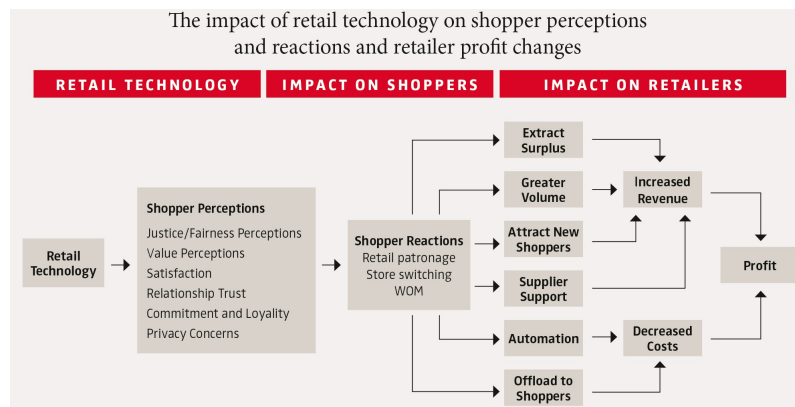 The impact of retail technology on shopper perceptions
and reactions and retailer profit changes
RETAIL TECHNOLOGY
IMPACT ON SHOPPERS
IMPACT ON RETAILERS
Retail
Technology
Shopper Perceptions
Justice/Fairness Perceptions
Value Perceptions
Satisfaction
Relationship Trust
Commitment and Loyality
Privacy Concerns
Shopper Reactions
Retail patronage
Store switching
WOM
Extract
Surplus
Greater
Volume
Attract New
Shoppers
Supplier
Support
Automation
Offload to
Shoppers
Increased
Revenue
Decreased
Costs
Profit